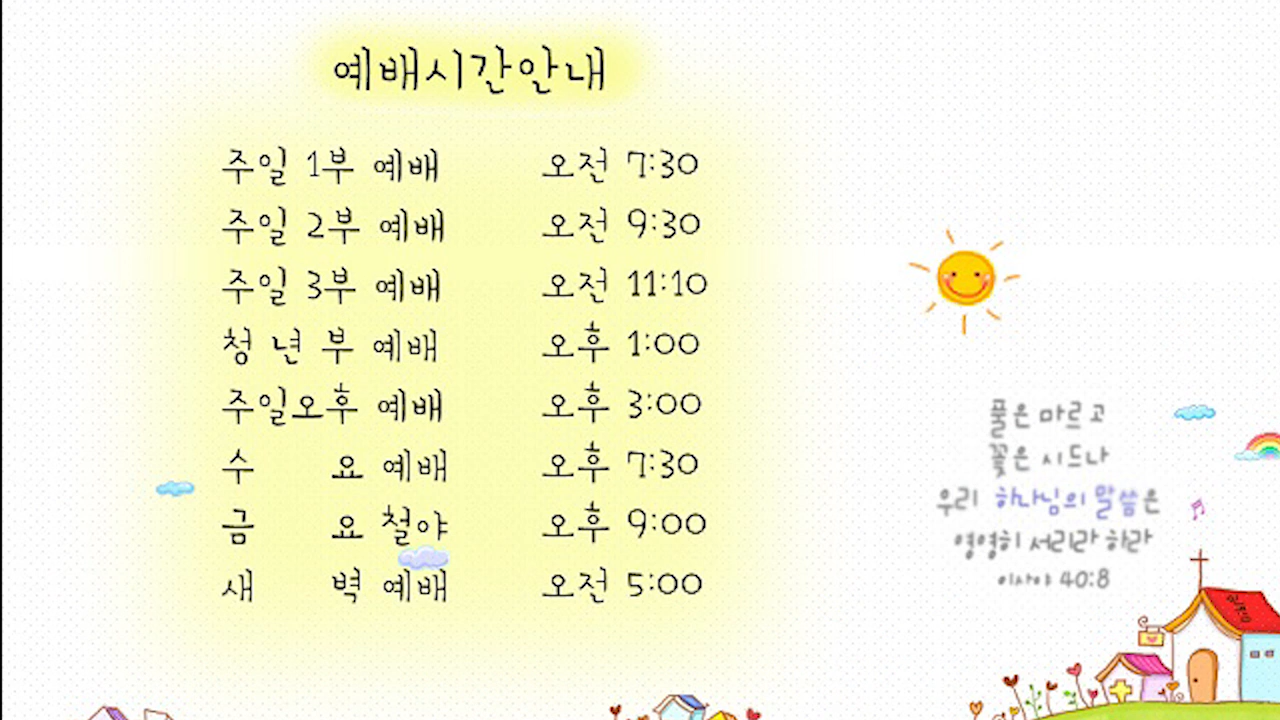 예배시간안내
주일 1부 예배 오전 7:30
주일 2부 예배 오전 9:30
주일 3부 예배 오전 11:10
청 년 부 예배 오후 1:00
주일오후 예배 오후 3:00
수 요 예배 오후 7:30
금 요 철야 오후 9:00
새 벽 예배 오전 5:00
풀은 마르고
꽃은 시드나
우리 하나님의 말씀은
영영히 서리라 하라
이사야 40:8